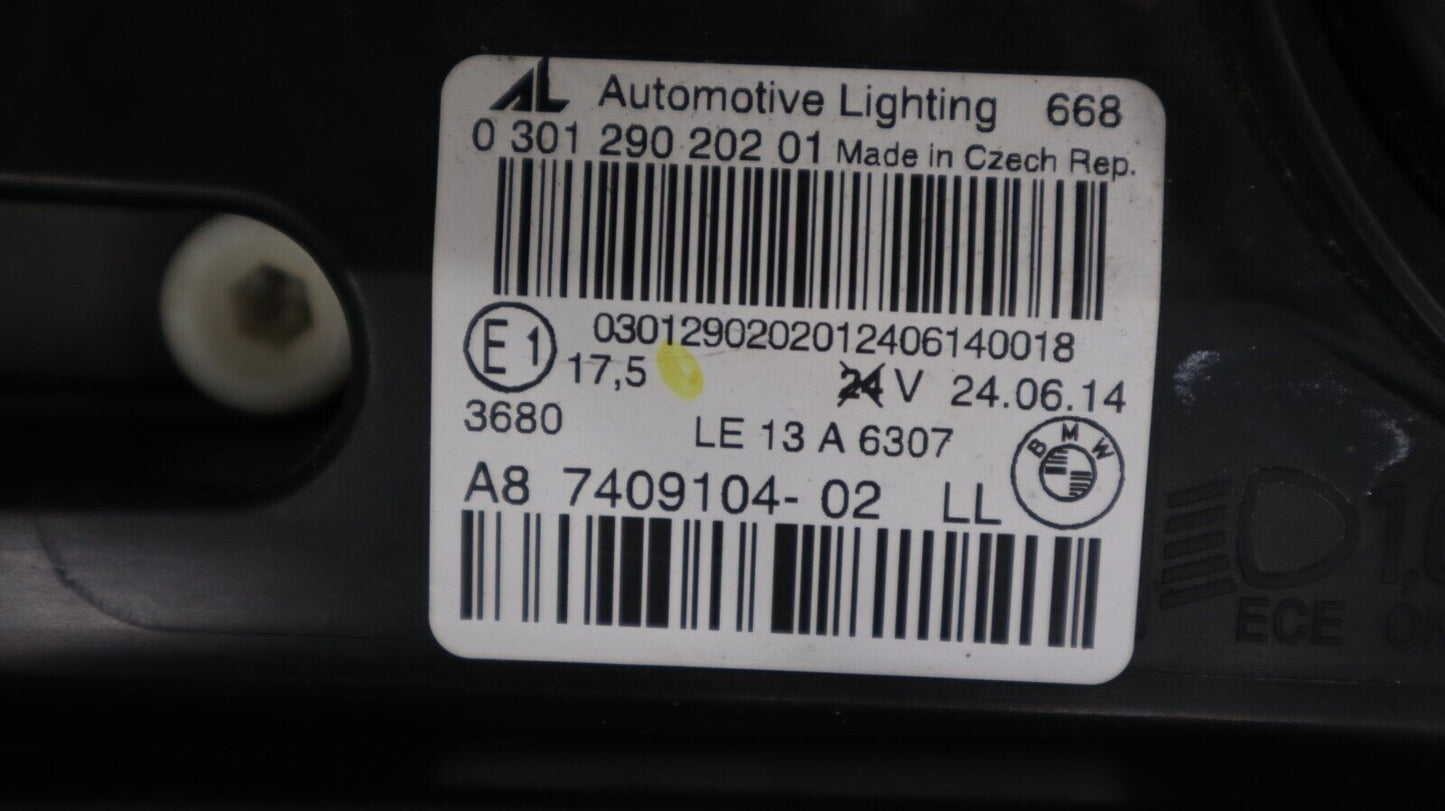 AL Automotive Lighting 668
0 301 290 202 01 Made in Czech Rep.
0301290202012406140018
E1 17,5 24 V 24.06.14
3680 LE 13 A 6307
BMW
A8 7409104- 02 LL
ECE